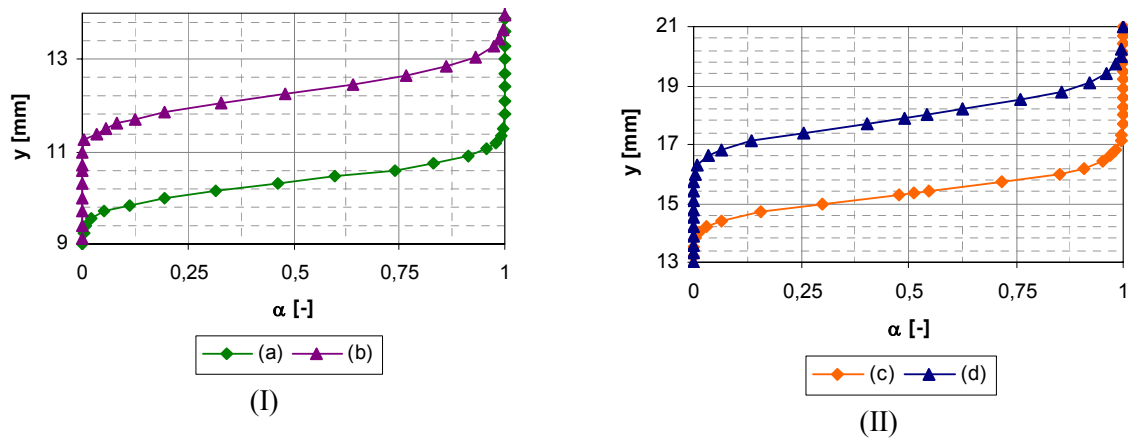 y [mm]
13
11
9
0 0,25 0,5 0,75 1
α [-]
(a) (b)
(I)
y [mm]
21
19
17
15
13
0 0,25 0,5 0,75 1
α [-]
(c) (d)
(II)